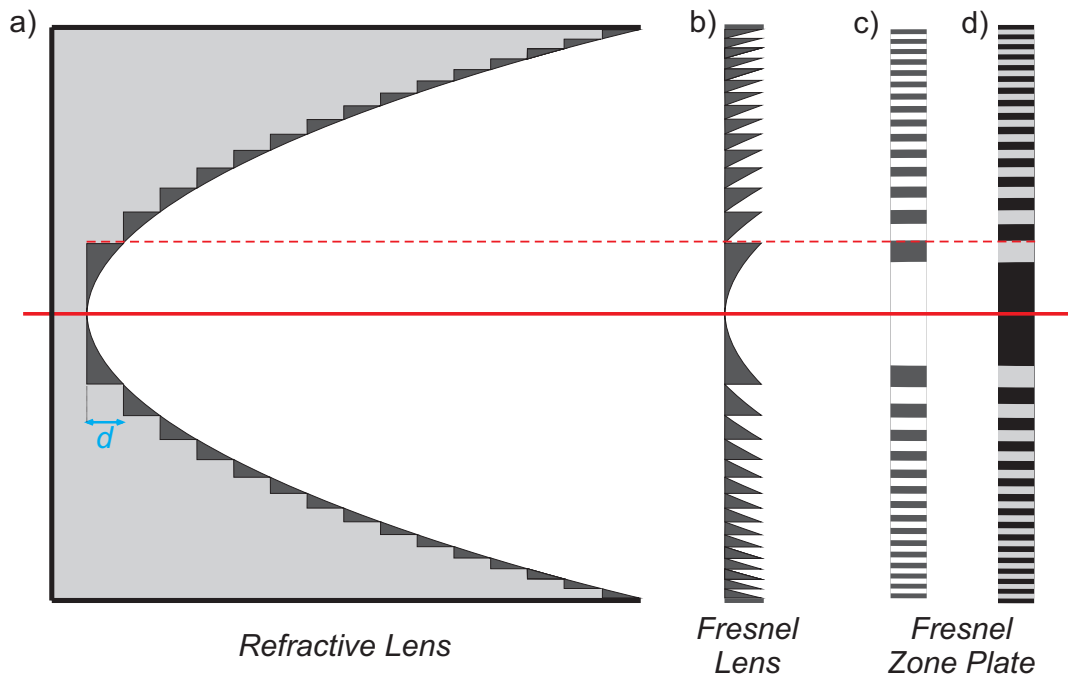 a)
b)
c)
d)
d
Refractive Lens
Fresnel
Lens
Fresnel
Zone Plate